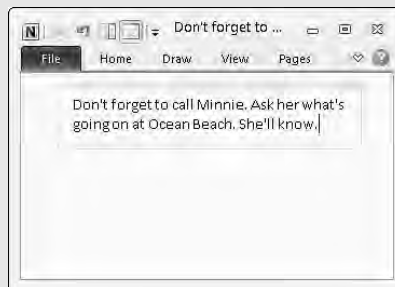 N Don't forget to ...
File Home Draw View Pages
Don't forget to call Minnie. Ask her what's
going on at Ocean Beach. She'll know.